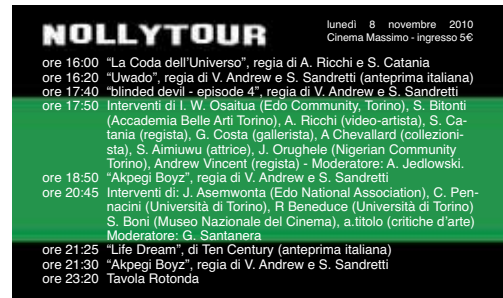 NOLLYTOUR
lunedì 8 novembre 2010
Cinema Massimo - ingresso 5€
ore 16:00 “La Coda dell’Universo”, regia di A. Ricchi e S. Catania
ore 16:20 “Uwado”, regia di V. Andrew e S. Sandretti (anteprima italiana)
ore 17:40 “blinded devil - episode 4”, regia di V. Andrew e S. Sandretti
ore 17:50 Interventi di I. W. Osaitua (Edo Community, Torino), S. Bitonti
(Accademia Belle Arti Torino), A. Ricchi (video-artista), S. Ca-
tania (regista), G. Costa (gallerista), A Chevallard (collezioni-
sta), S. Aimiuwu (attrice), J. Orughele (Nigerian Community
Torino), Andrew Vincent (regista) - Moderatore: A. Jedlowski.
ore 18:50 “Akpegi Boyz”, regia di V. Andrew e S. Sandretti
ore 20:45 Interventi di: J. Asemwonta (Edo National Association), C. Pen-
nacini (Università di Torino), R Beneduce (Università di Torino)
S. Boni (Museo Nazionale del Cinema), a.titolo (critiche d’arte)
Moderatore: G. Santanera
ore 21:25 “Life Dream”, di Ten Century (anteprima italiana)
ore 21:30 “Akpegi Boyz”, regia di V. Andrew e S. Sandretti
ore 23:20 Tavola Rotonda